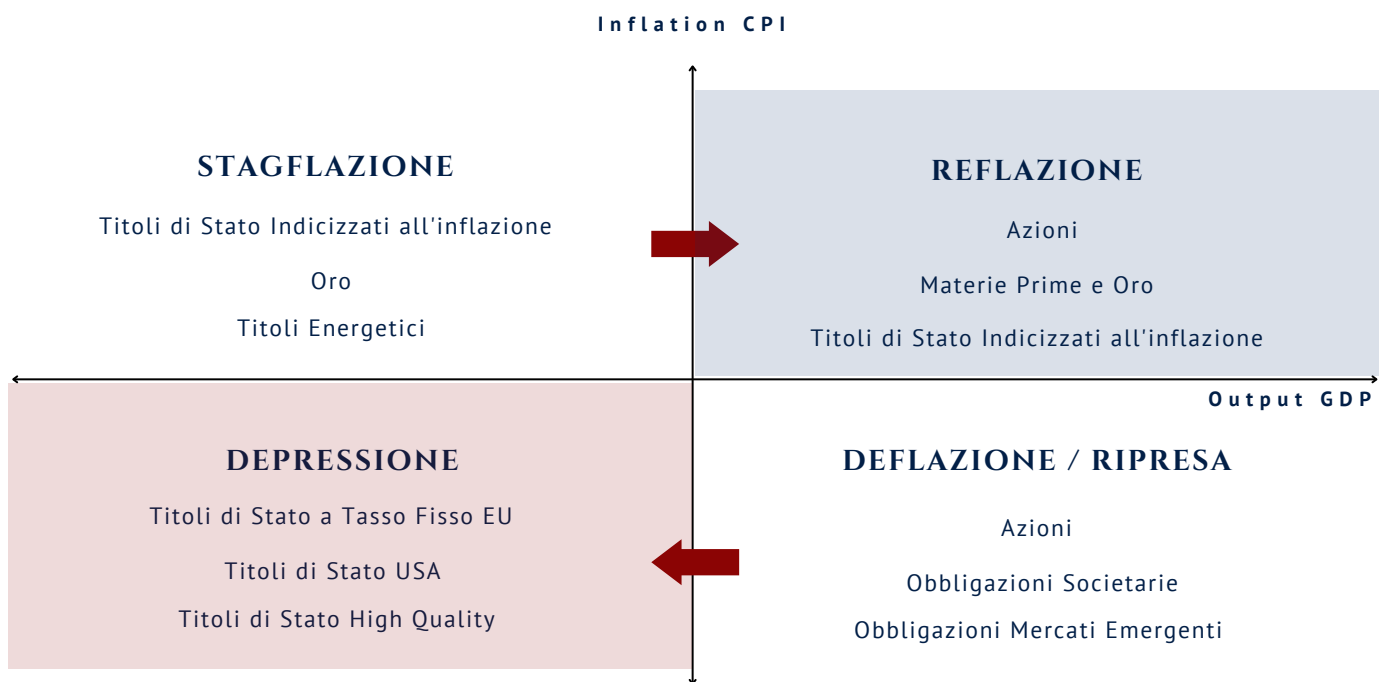 Inflation CPI
STAGFLAZIONE
Titoli di Stato Indicizzati all'inflazione
Oro
Titoli Energetici
REFLAZIONE
Azioni
Materie Prime e Oro
Titoli di Stato Indicizzati all'inflazione
Output GDP
DEPRESSIONE
Titoli di Stato a Tasso Fisso EU
Titoli di Stato USA
Titoli di Stato High Quality
DEFLAZIONE / RIPRESA
Azioni
Obbligazioni Societarie
Obbligazioni Mercati Emergenti